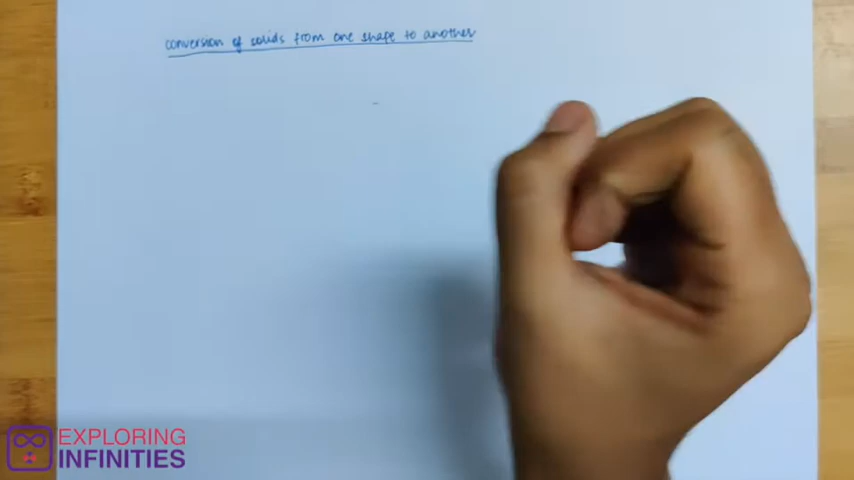 conversion of solids from one shape to another
EXPLORING
INFINITIES